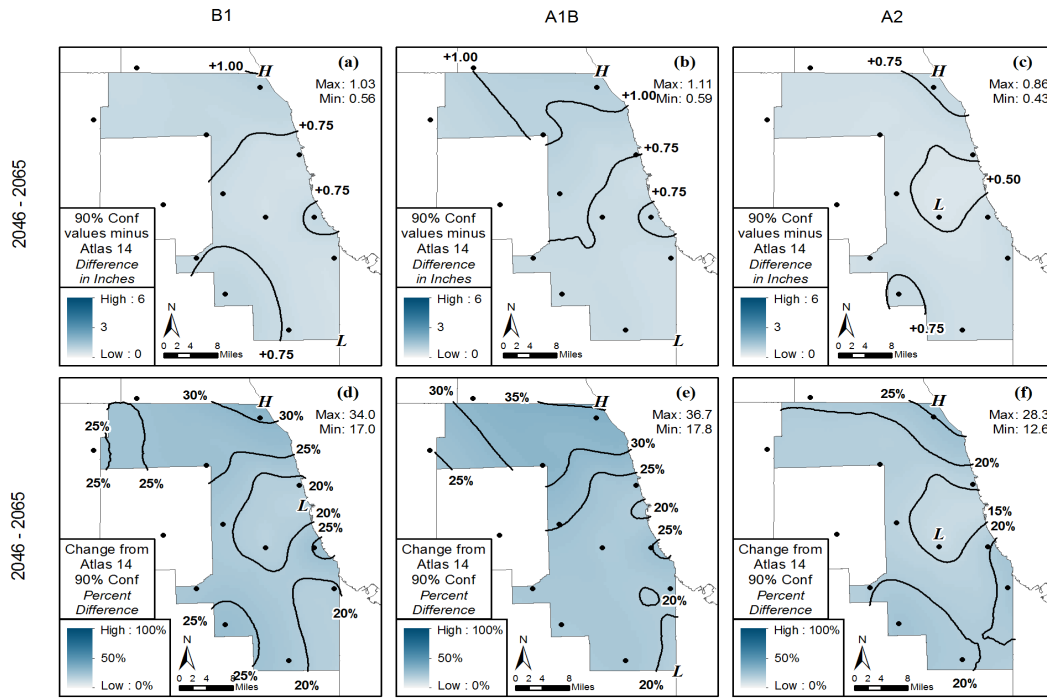 B1
A1B
A2
2046 - 2065
+1.00
H
(a)
Max: 1.03
Min: 0.56
+0.75
+0.75
90% Conf
values minus
Atlas 14
Difference
in Inches
High : 6
3
Low : 0
N
0 2 4 8
Miles
+0.75
L
+1.00
H
(b)
Max: 1.11
Min: 0.59
+1.00
+0.75
+0.75
90% Conf
values minus
Atlas 14
Difference
in Inches
High : 6
3
Low : 0
N
0 2 4 8
Miles
L
+0.75
H
(c)
Max: 0.86
Min: 0.43
+0.50
L
90% Conf
values minus
Atlas 14
Difference
in Inches
High : 6
3
Low : 0
N
0 2 4 8
Miles
+0.75
2046 - 2065
30%
H
(d)
Max: 34.0
Min: 17.0
30%
25%
25%
25%
25%
20%
L
20%
25%
Change from
Atlas 14
90% Conf
Percent
Difference
20%
25%
High : 100%
50%
Low : 0%
N
0 2 4 8
Miles
25%
30%
35%
H
(e)
Max: 36.7
Min: 17.8
30%
25%
25%
20%
25%
Change from
Atlas 14
90% Conf
Percent
Difference
20%
High : 100%
50%
Low : 0%
N
0 2 4 8
Miles
L
20%
25%
H
(f)
Max: 28.3
Min: 12.6
20%
15%
20%
L
Change from
Atlas 14
90% Conf
Percent
Difference
High : 100%
50%
Low : 0%
N
0 2 4 8
Miles
20%